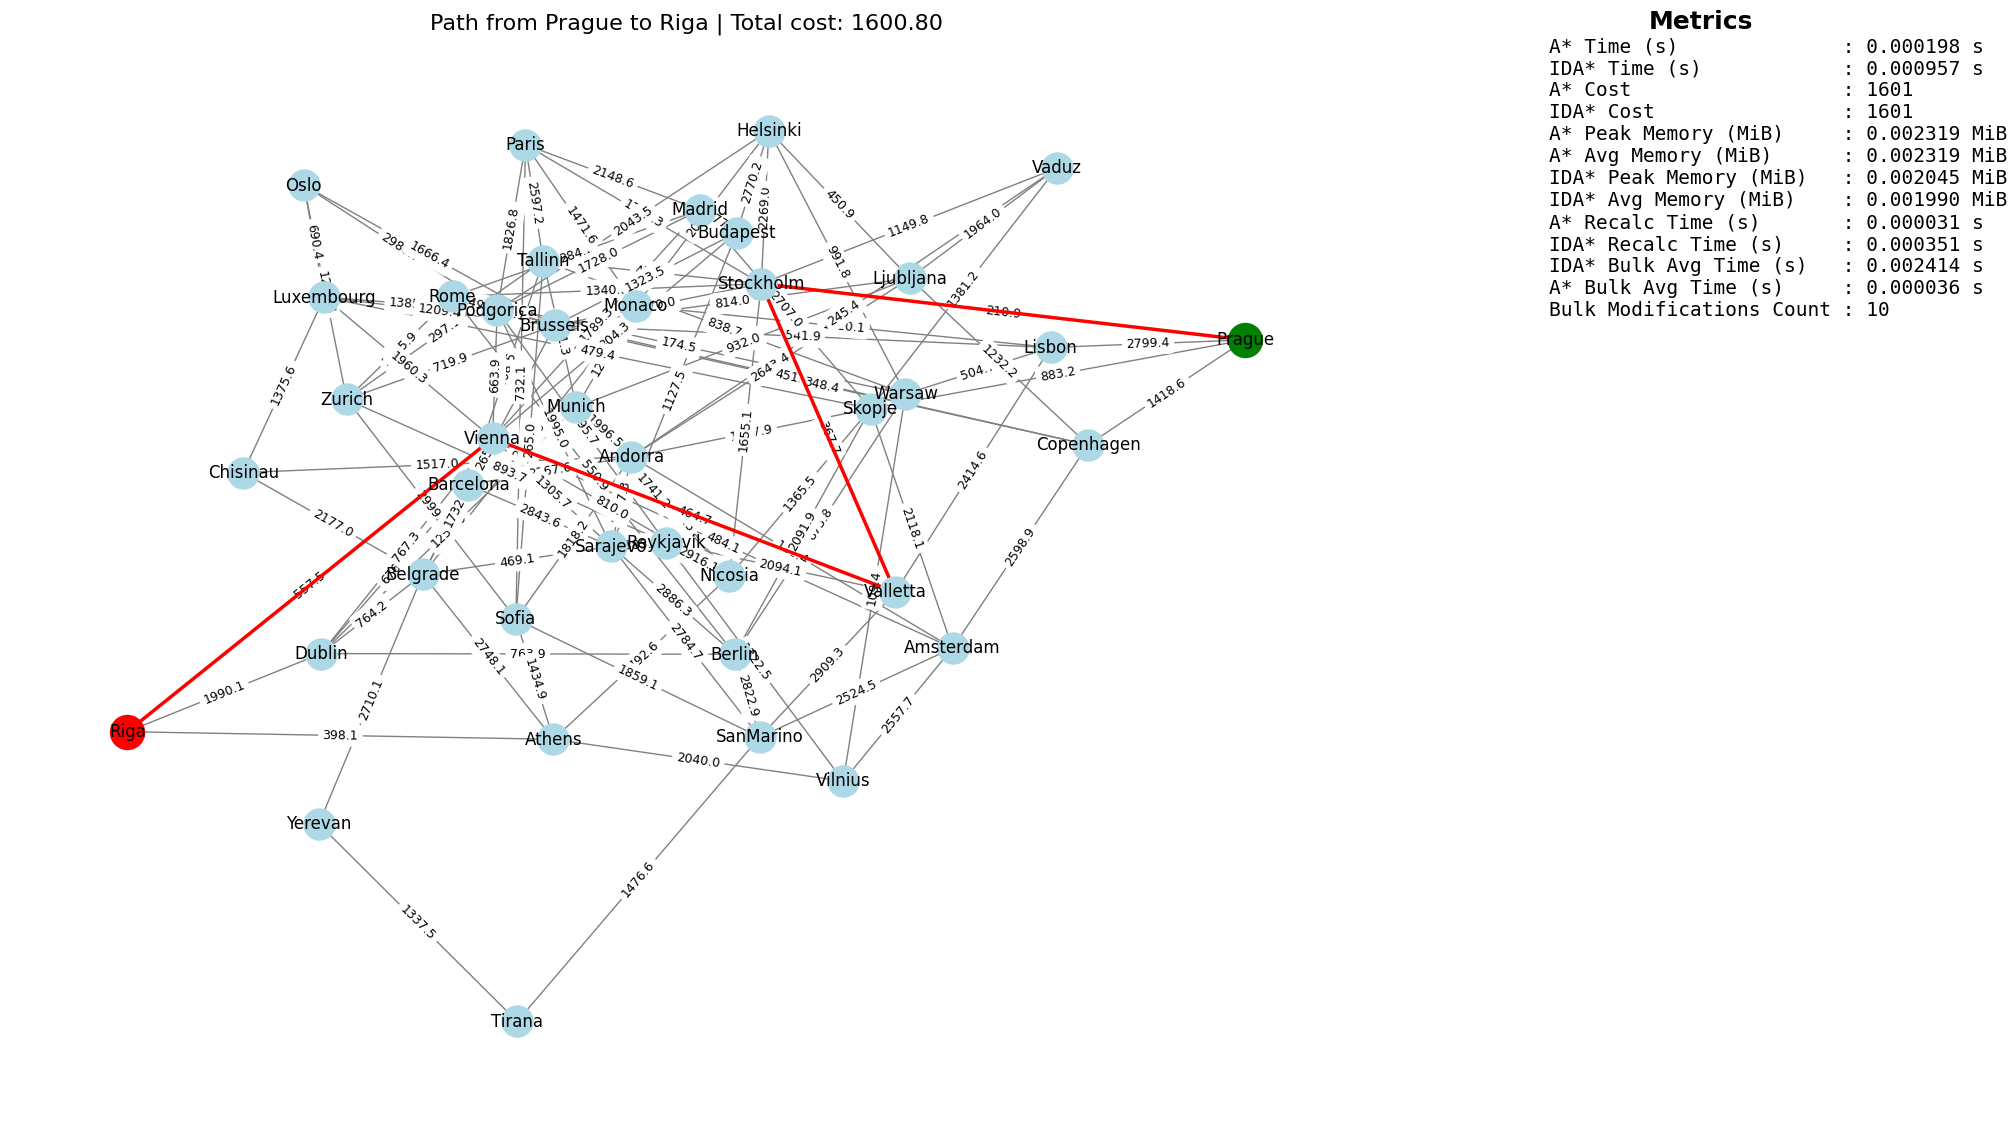 Path from Prague to Riga | Total cost: 1600.80
Metrics
A* Time (s) : 0.000198 s
IDA* Time (s) : 0.000957 s
A* Cost : 1601
IDA* Cost : 1601
A* Peak Memory (MiB) : 0.002319 MiB
A* Avg Memory (MiB) : 0.002319 MiB
IDA* Peak Memory (MiB) : 0.002045 MiB
IDA* Avg Memory (MiB) : 0.001990 MiB
A* Recalc Time (s) : 0.000031 s
IDA* Recalc Time (s) : 0.000351 s
IDA* Bulk Avg Time (s) : 0.002414 s
A* Bulk Avg Time (s) : 0.000036 s
Bulk Modifications Count : 10
Helsinki
Paris
Vaduz
2148.6
2770.2
Oslo
2597.2
450.9
Madrid
2269.0
1826.8
1471.6
2043.5
1149.8
1964.0
Budapest
690.4
1666.4
1728.0
991.8
Tallinn
Ljubljana
Stockholm
1323.5
1381.2
Luxembourg
Rome
1340
814.0
Monaco
Podgorica
2707.0
245.4
210.9
Brussels
838.7
541.9
Prague
932.0
174.5
2799.4
Lisbon
479.4
719.9
1960.3
1232.2
504.
883.2
663.9
732.1
451
348.4
1375.6
1127.5
1418.6
Zurich
Munich
Warsaw
Skopje
1996.5
1995.0
1655.1
367.7
Vienna
265.0
Copenhagen
Andorra
Chisinau
1517.0
893.7
2414.6
Barcelona
1305.7
550.9
1741.2
1365.5
810.0
464.7
2177.0
2843.6
1732
484.1
2118.1
2091.9
1818.2
767.3
Sarajevo
Reykjavik
2598.9
2916.1
469.1
2094.1
Belgrade
Nicosia
557.5
Valletta
764.2
2886.3
Sofia
2784.7
Dublin
Berlin
Amsterdam
2748.1
1859.1
2909.3
1434.9
1990.1
2822.9
2524.5
2710.1
2557.7
Riga
398.1
Athens
SanMarino
2040.0
Vilnius
Yerevan
1476.6
1337.5
Tirana